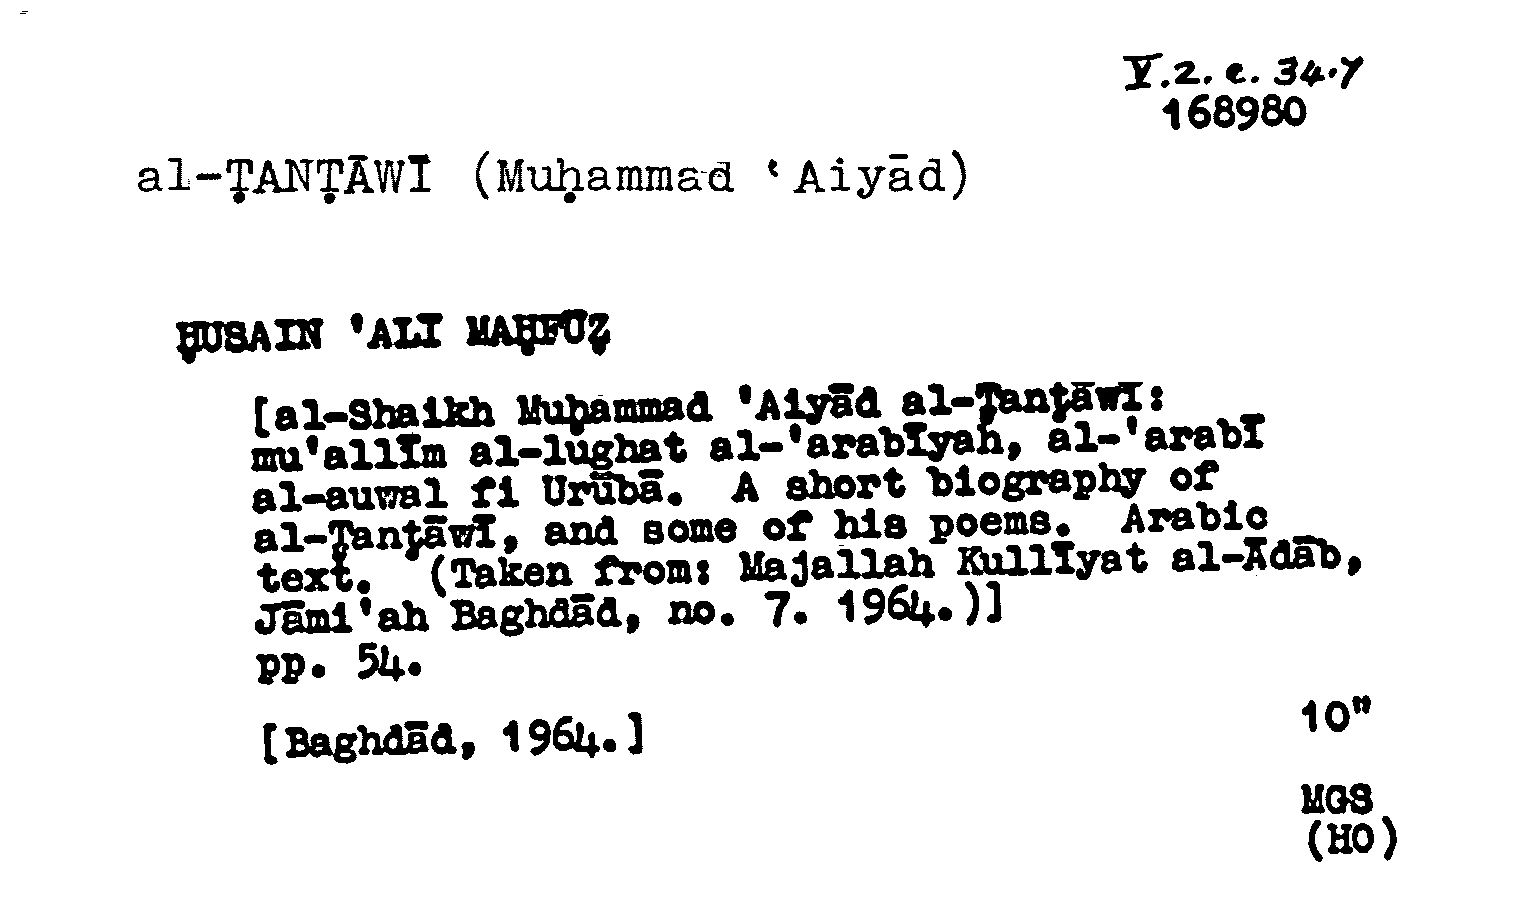 V.2. c. 34.7
168980
al-ṬANṬĀWĪ (Muḥammad ‘Aiyād)
ḤUSAIN 'ALĪ MAḤFŪẒ
[al-Shaikh Muḥammad 'Aiyād al-Ṭanṭāwī:
mu'allīm al-lughat al-'arabīyah, al-'arabī
al-auwal fi Urūbā. A short biography of
al-Ṭanṭāwī, and some of his poems. Arabic
text. (Taken from: Majallah Kullīyat al-Ādāb,
Jāmi'ah Baghdād, no. 7. 1964.)]
pp. 54.
[Baghdād, 1964.]
10"
MGS
(HO)